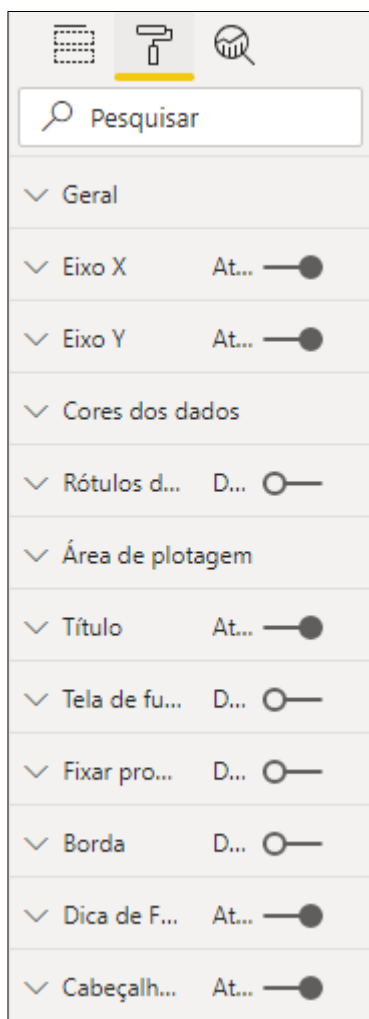 Pesquisar
Geral
Eixo X At...
Eixo Y At...
Cores dos dados
Rótulos d... D...
Área de plotagem
Título At...
Tela de fu... D...
Fixar pro... D...
Borda D...
Dica de F... At...
Cabeçalh... At...